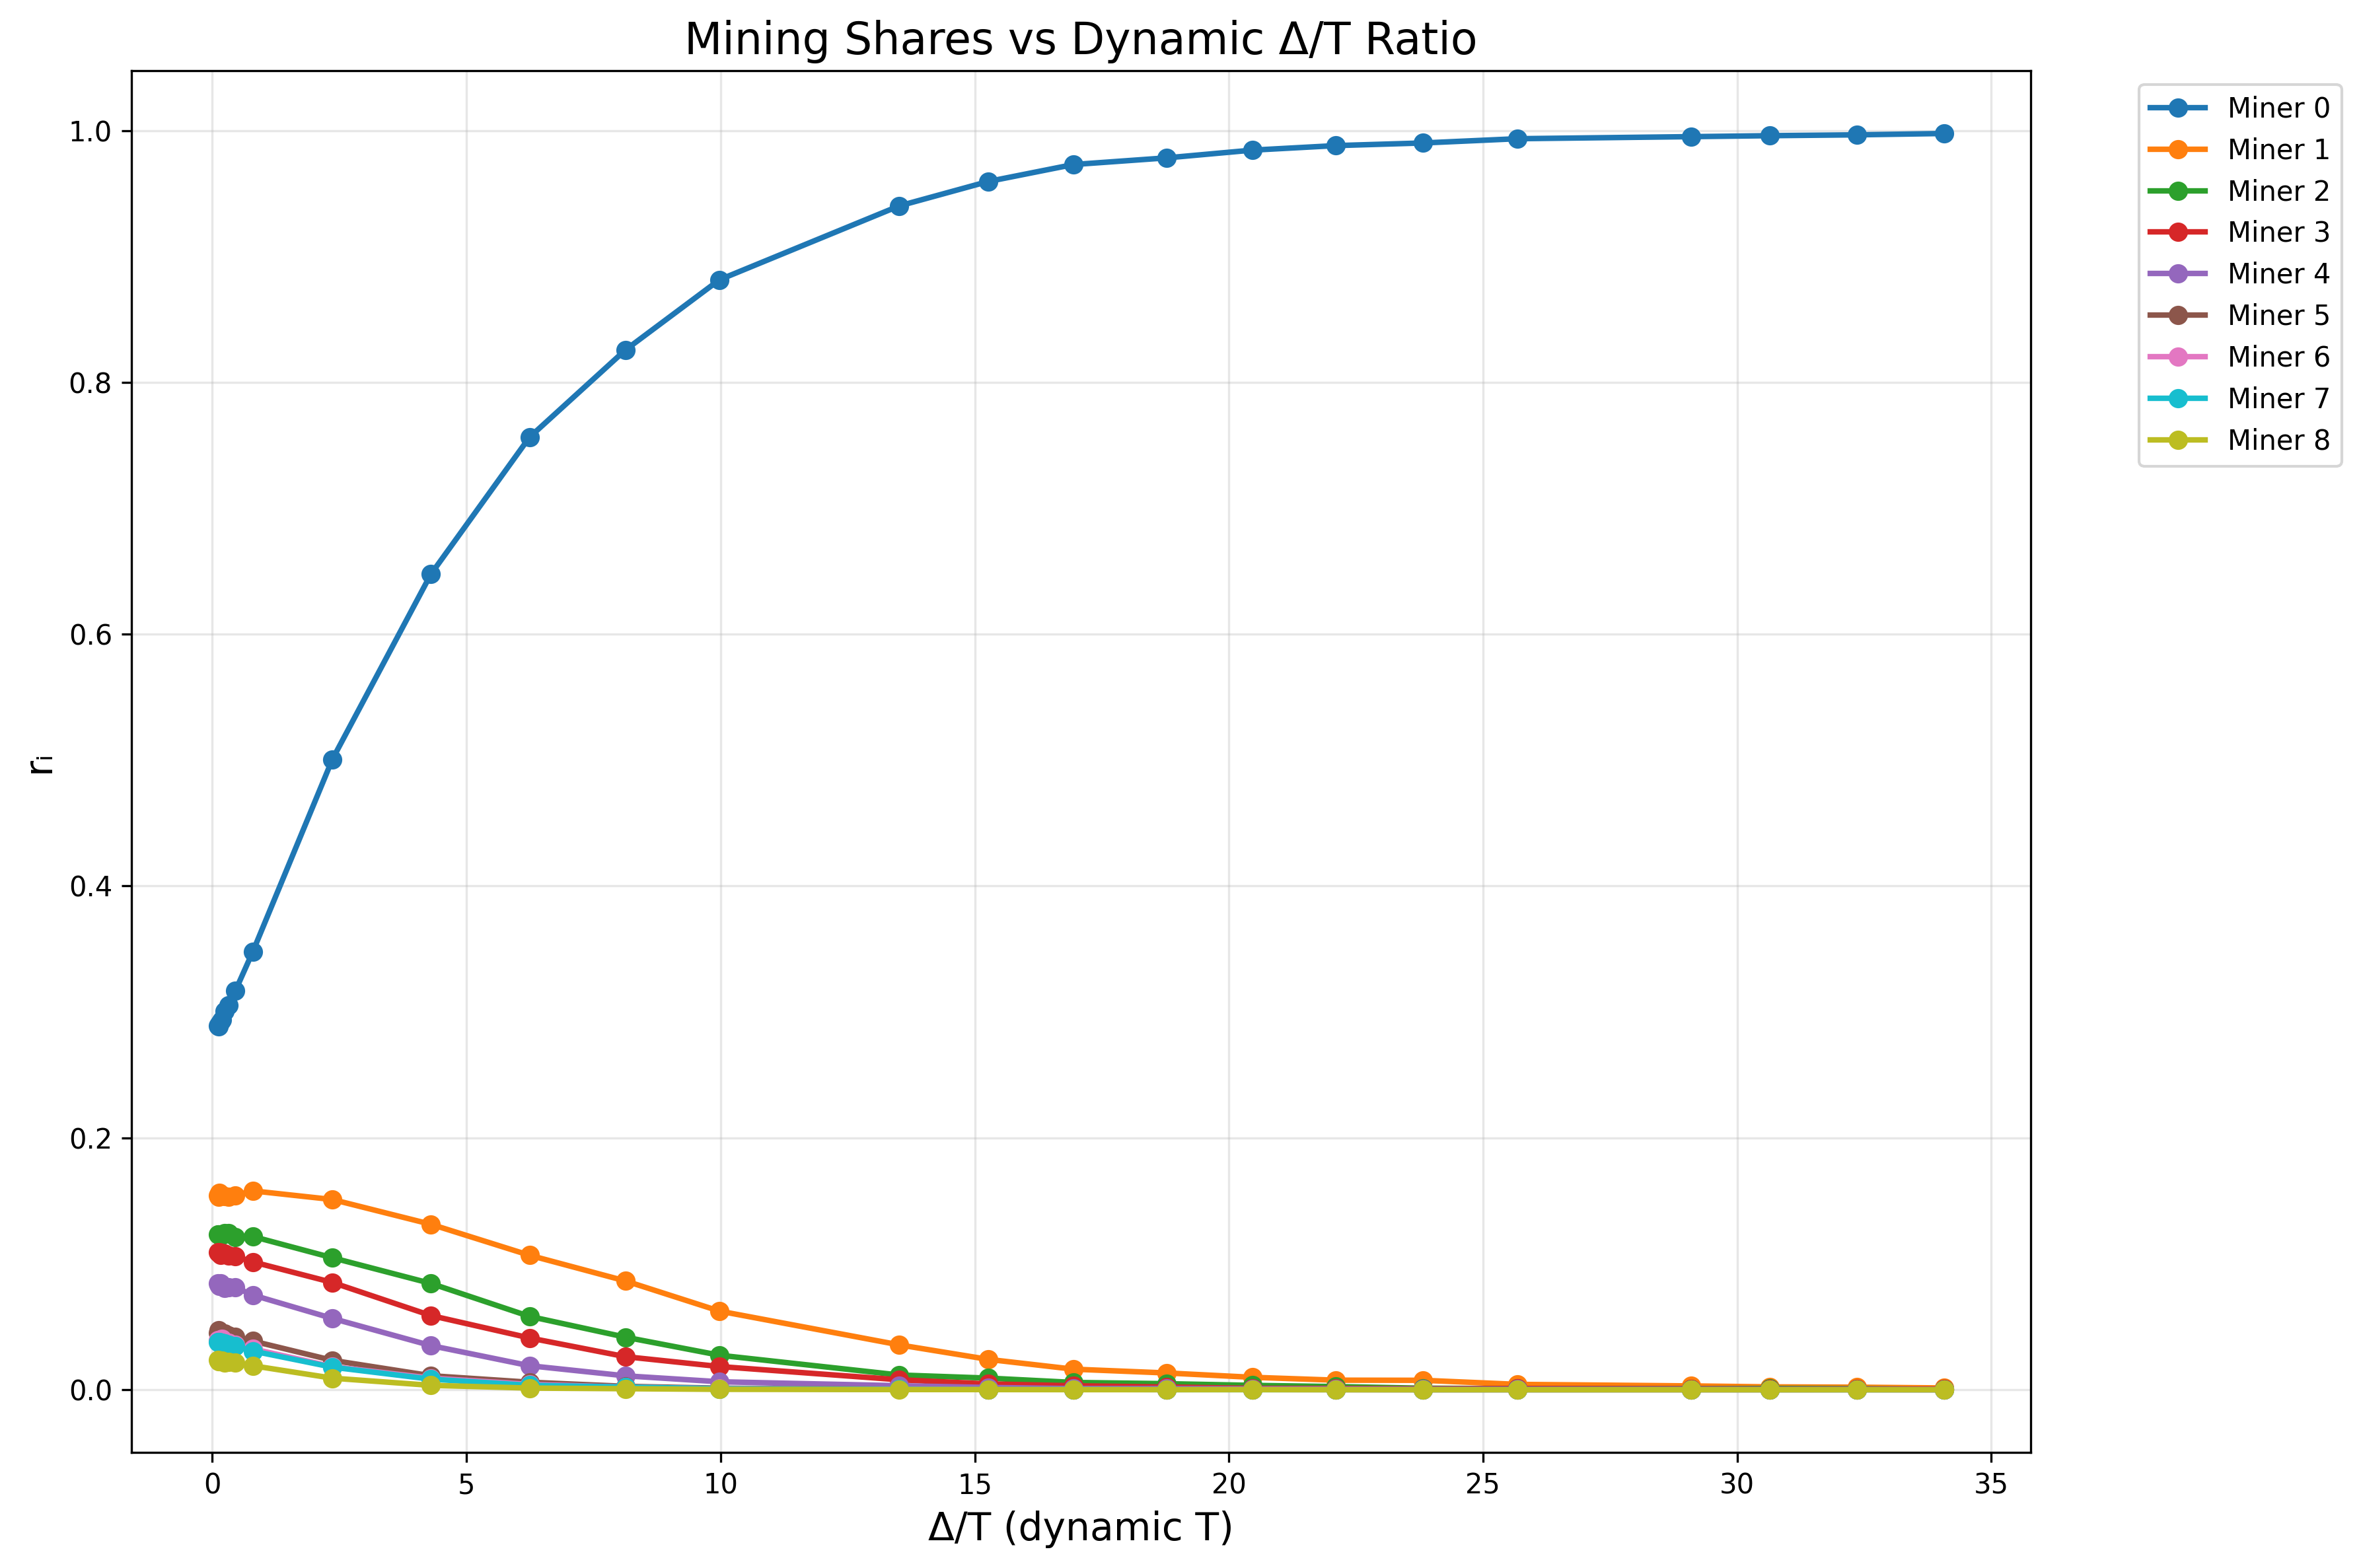 Mining Shares vs Dynamic Δ/T Ratio
1.0
0.8
0.6
0.4
0.2
0.0
rᵢ
0 5 10 15 20 25 30 35
Δ/T (dynamic T)
Miner 0
Miner 1
Miner 2
Miner 3
Miner 4
Miner 5
Miner 6
Miner 7
Miner 8